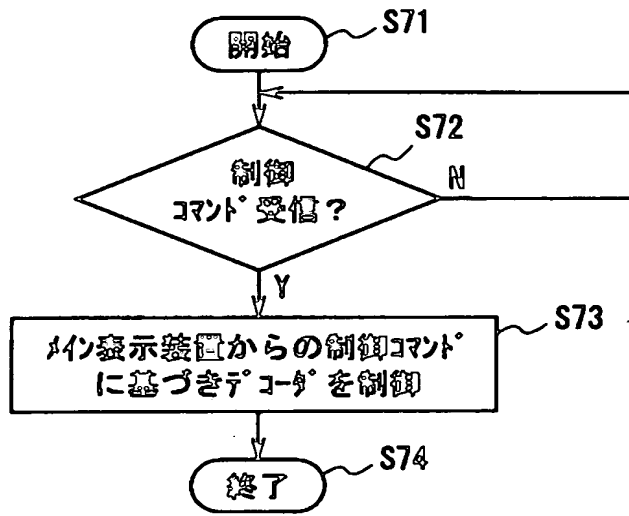 開始
S71
S72
制御
コマンド受信？
N
Y
S73
メイン表示装置からの制御コマンド
に基づきデコーダを制御
S74
終了